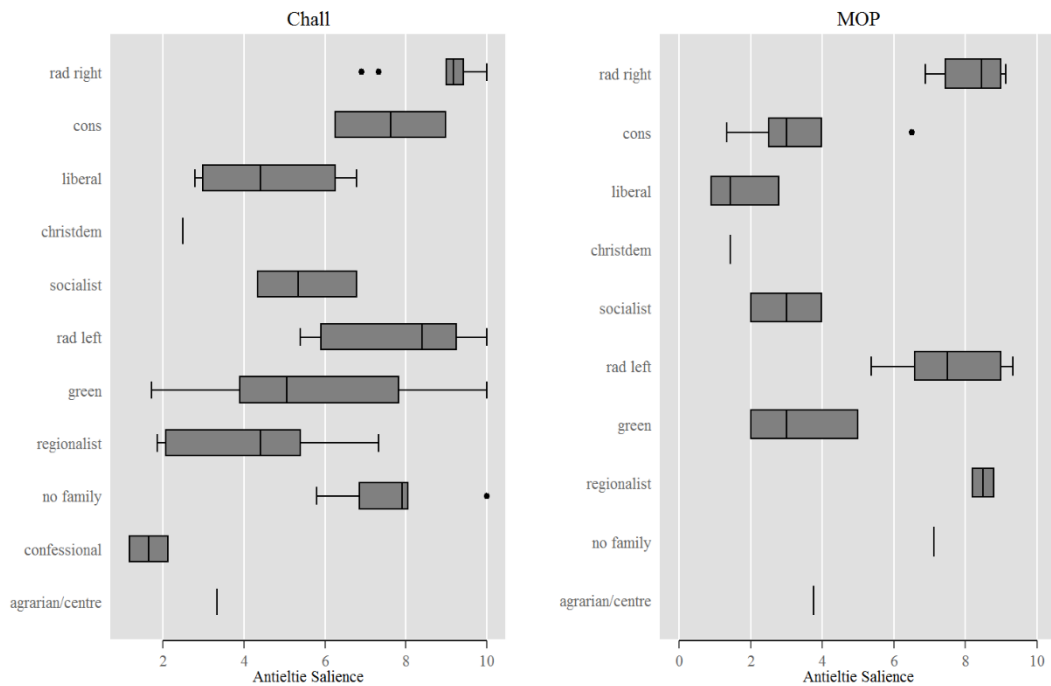 Chall
rad right
cons
liberal
christdem
socialist
rad left
green
regionalist
no family
confessional
agrarian/centre
2 4 6 8 10
Antieltie Salience
MOP
rad right
cons
liberal
christdem
socialist
rad left
green
regionalist
no family
agrarian/centre
0 2 4 6 8 10
Antieltie Salience